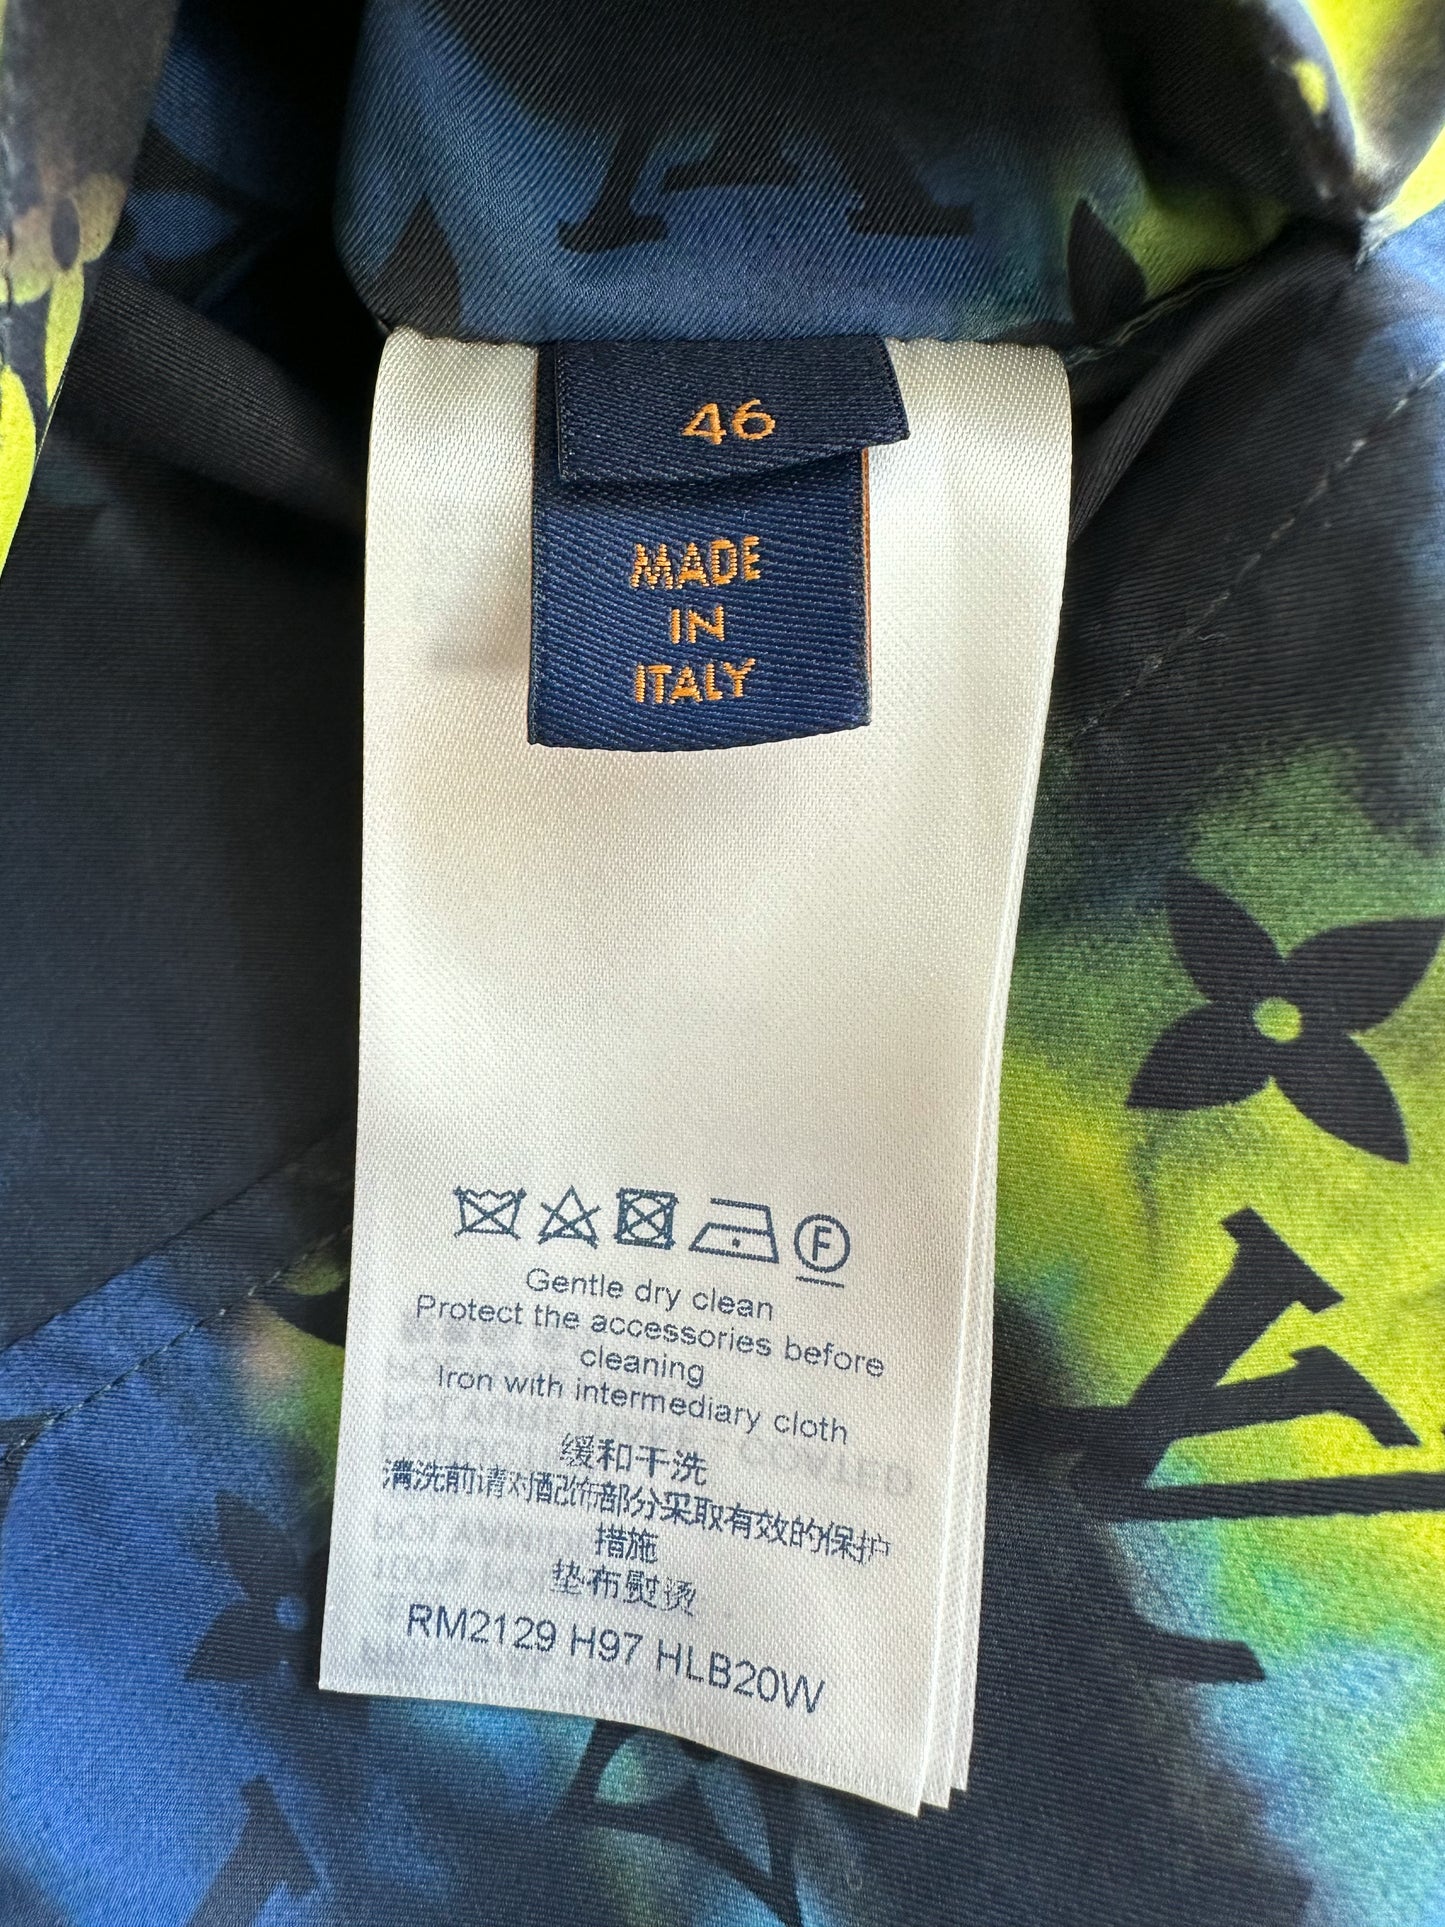 46
MADE
IN
ITALY
F
Gentle dry clean
Protect the accessories before
cleaning
Iron with intermediary cloth
缓和干洗
清洗前请对配饰部分采取有效的保护
措施
垫布熨烫
RM2129 H97 HLB20W